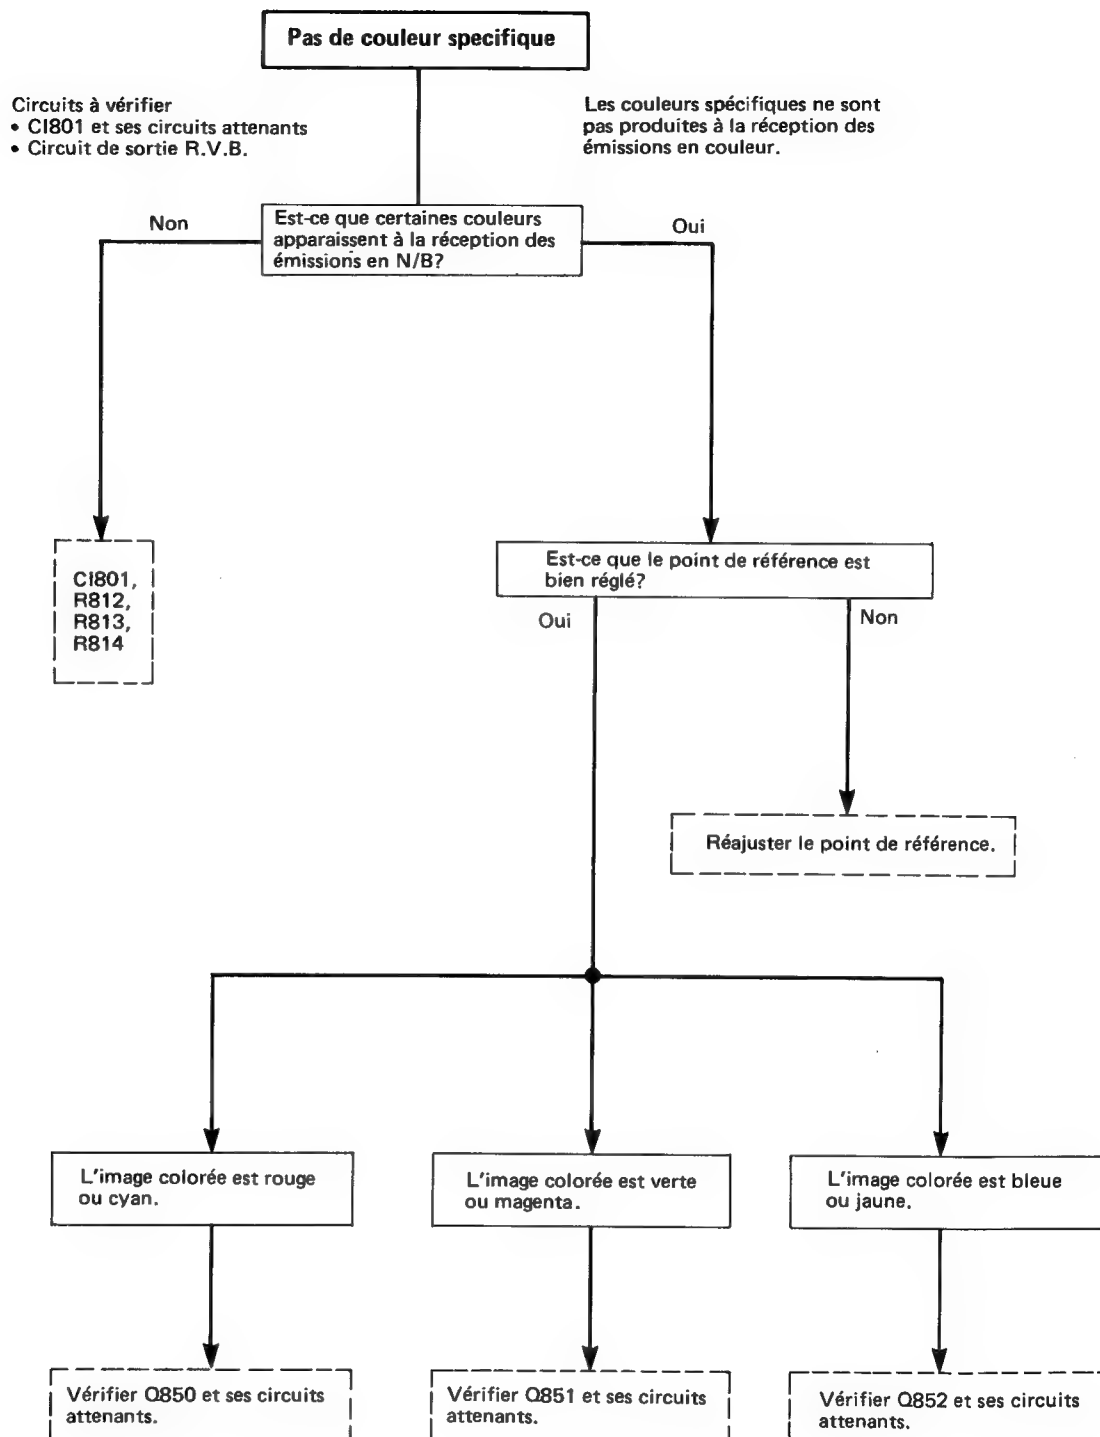 Pas de couleur specifique
Circuits à vérifier
• CI801 et ses circuits attenants
• Circuit de sortie R.V.B.
Les couleurs spécifiques ne sont
pas produites à la réception des
émissions en couleur.
Non
Est-ce que certaines couleurs
apparaissent à la réception des
émissions en N/B?
Oui
CI801,
R812,
R813,
R814
Est-ce que le point de référence est
bien réglé?
Oui
Non
Réajuster le point de référence.
L'image colorée est rouge
ou cyan.
L'image colorée est verte
ou magenta.
L'image colorée est bleue
ou jaune.
Vérifier Q850 et ses circuits
attenants.
Vérifier Q851 et ses circuits
attenants.
Vérifier Q852 et ses circuits
attenants.